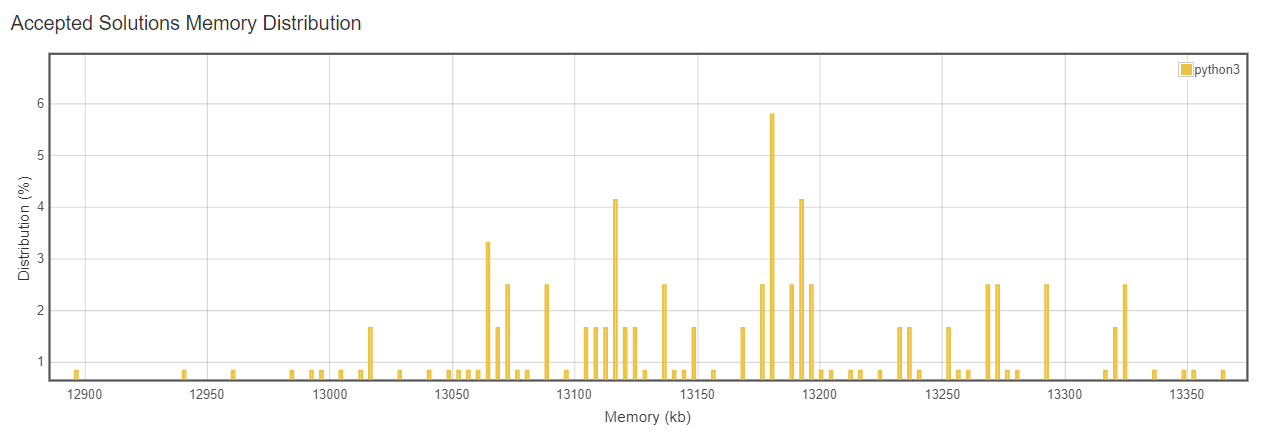 Accepted Solutions Memory Distribution
python3
6
5
4
3
2
1
Distribution (%)
12900 12950 13000 13050 13100 13150 13200 13250 13300 13350
Memory (kb)